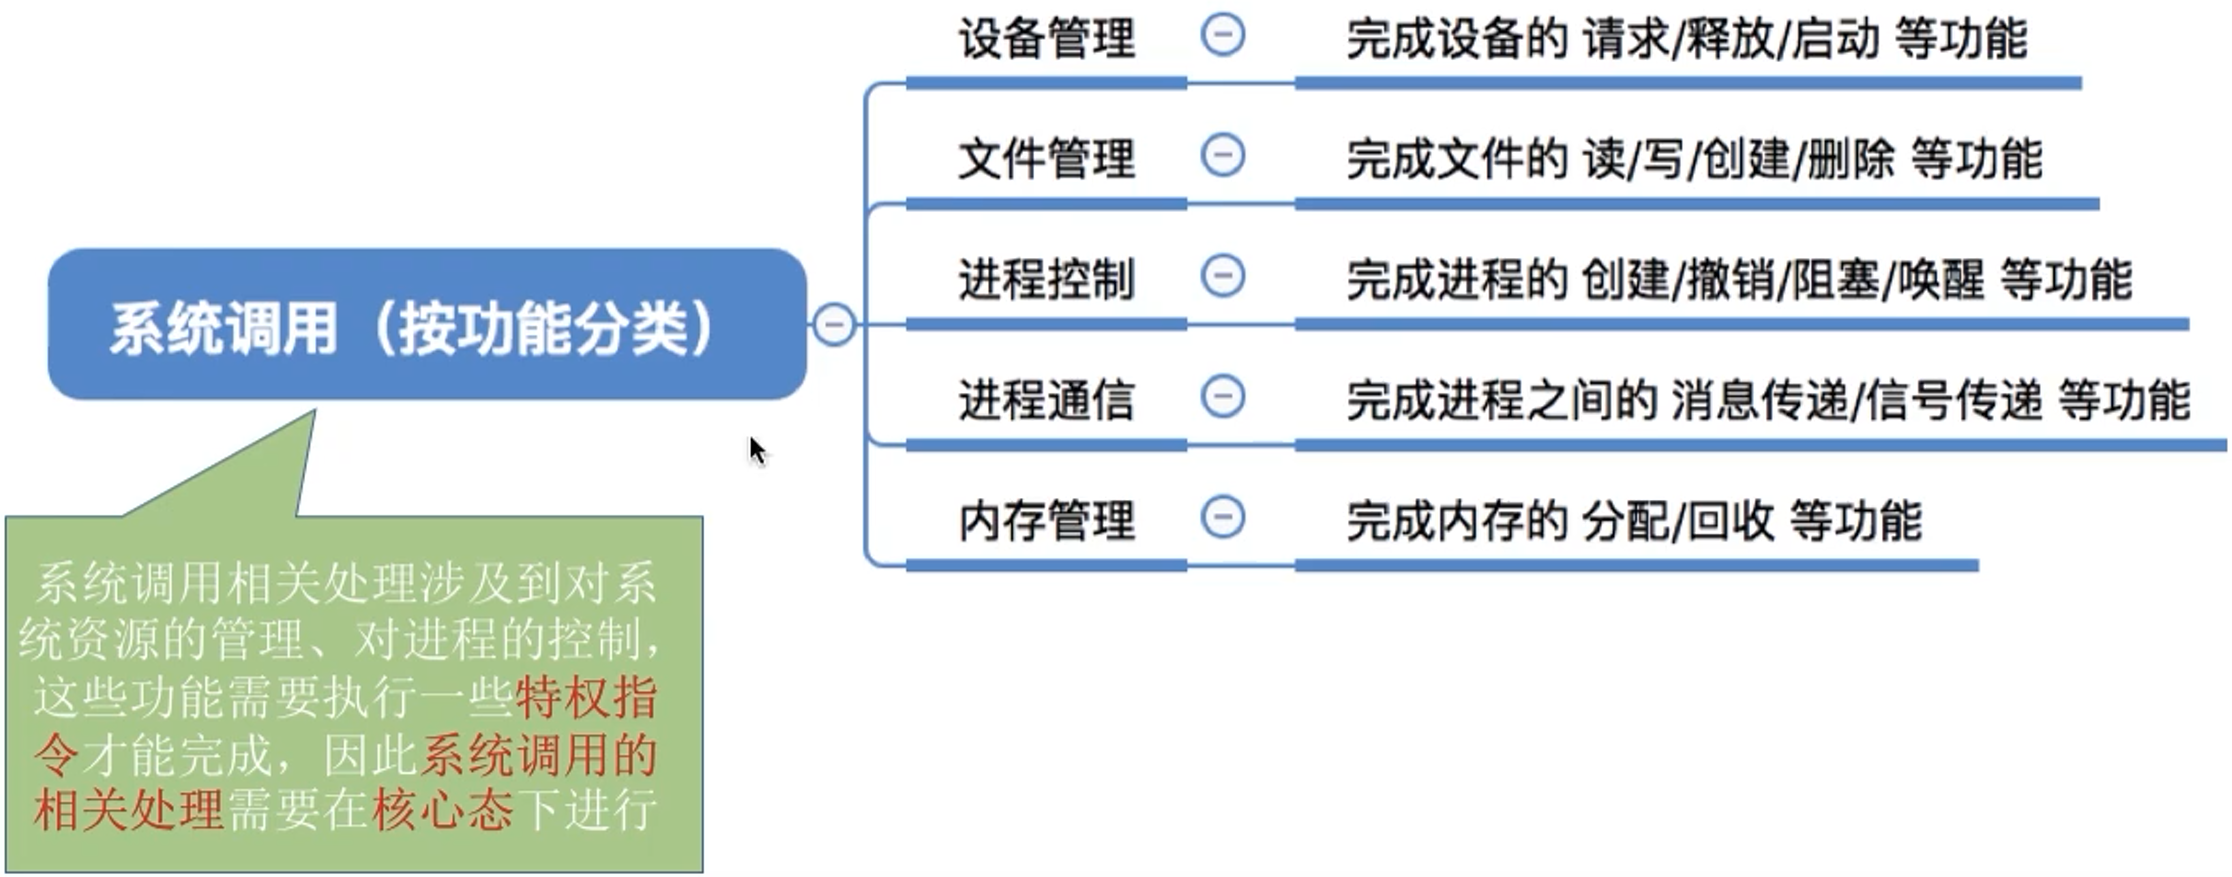 系统调用（按功能分类）
设备管理 完成设备的 请求/释放/启动 等功能
文件管理 完成文件的 读/写/创建/删除 等功能
进程控制 完成进程的 创建/撤销/阻塞/唤醒 等功能
进程通信 完成进程之间的 消息传递/信号传递 等功能
内存管理 完成内存的 分配/回收 等功能
系统调用相关处理涉及到对系
统资源的管理、对进程的控制，
这些功能需要执行一些特权指
令才能完成，因此系统调用的
相关处理需要在核心态下进行